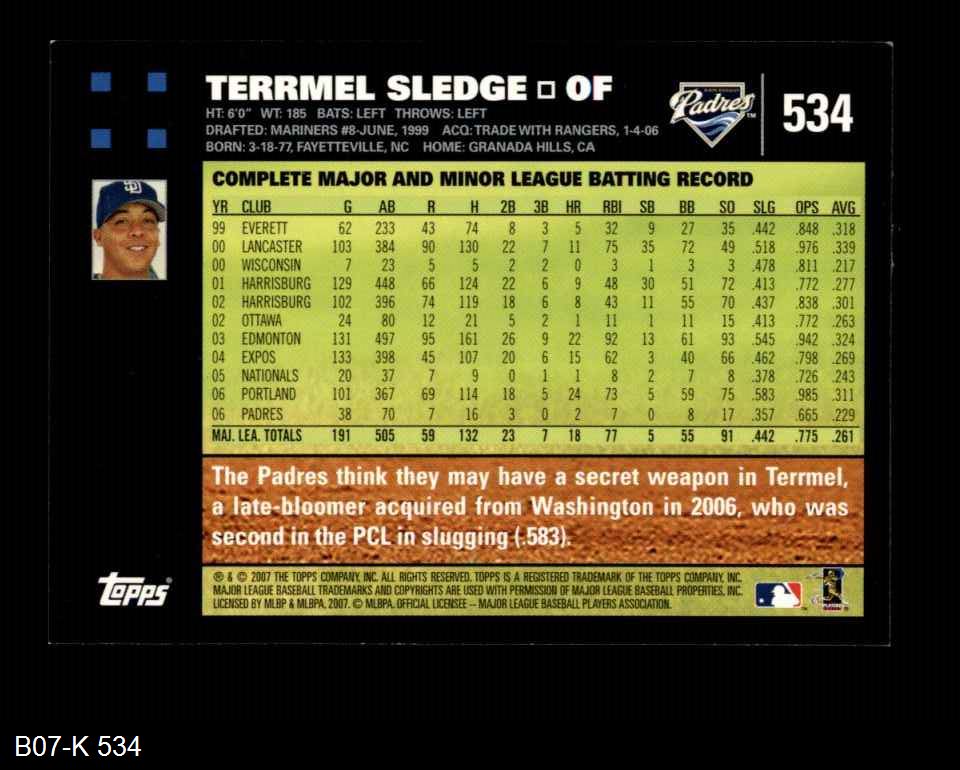 TERRMEL SLEDGE □ OF
HT: 6'0" WT: 185 BATS: LEFT THROWS: LEFT
DRAFTED: MARINERS #8-JUNE, 1999 ACQ: TRADE WITH RANGERS, 1-4-06
BORN: 3-18-77, FAYETTEVILLE, NC HOME: GRANADA HILLS, CA
Padres TM
534
SD
COMPLETE MAJOR AND MINOR LEAGUE BATTING RECORD
YR CLUB G AB R H 2B 3B HR RBI SB BB SO SLG OPS AVG
99 EVERETT 62 233 43 74 8 3 5 32 9 27 35 .442 .848 .318
00 LANCASTER 103 384 90 130 22 7 11 75 35 72 49 .518 .976 .339
00 WISCONSIN 7 23 5 5 2 2 0 3 1 3 3 .478 .811 .217
01 HARRISBURG 129 448 66 124 22 6 9 48 30 51 72 .413 .772 .277
02 HARRISBURG 102 396 74 119 18 6 8 43 11 55 70 .437 .838 .301
02 OTTAWA 24 80 12 21 5 2 1 11 1 11 15 .413 .772 .263
03 EDMONTON 131 497 95 161 26 9 22 92 13 61 93 .545 .942 .324
04 EXPOS 133 398 45 107 20 6 15 62 3 40 66 .462 .798 .269
05 NATIONALS 20 37 7 9 0 1 1 8 2 7 8 .378 .726 .243
06 PORTLAND 101 367 69 114 18 5 24 73 5 59 75 .583 .985 .311
06 PADRES 38 70 7 16 3 0 2 7 0 8 17 .357 .665 .229
MAJ. LEA. TOTALS 191 505 59 132 23 7 18 77 5 55 91 .442 .775 .261
The Padres think they may have a secret weapon in Terrmel,
a late-bloomer acquired from Washington in 2006, who was
second in the PCL in slugging (.583).
Topps®
® & © 2007 THE TOPPS COMPANY, INC. ALL RIGHTS RESERVED. TOPPS IS A REGISTERED TRADEMARK OF THE TOPPS COMPANY, INC.
MAJOR LEAGUE BASEBALL TRADEMARKS AND COPYRIGHTS ARE USED WITH PERMISSION OF MAJOR LEAGUE BASEBALL PROPERTIES, INC.
LICENSED BY MLBP & MLBPA, 2007. © MLBPA. OFFICIAL LICENSEE – MAJOR LEAGUE BASEBALL PLAYERS ASSOCIATION.
B07-K 534